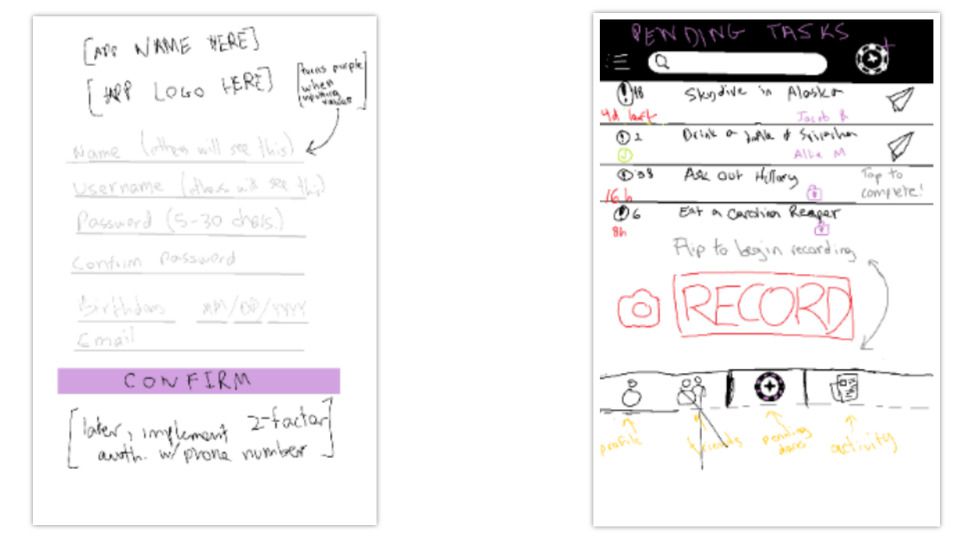 [APP NAME HERE]
[APP LOGO HERE]
[turns purple
when
inputting
values]
Name (others will see this)
Username (others will see this)
Password (5-30 chars.)
Confirm Password
Birthday MM/DD/YYYY
Email
CONFIRM
[later, implement 2-factor
auth. w/ phone number]
PENDING TASKS
18 Skydive in Alaska
4d left Jacob B
2 Drink a bottle of Sriracha
Allie M
38 Ask Out Hillary Tap to
16h complete!
6 Eat a Carolina Reaper
8h
Flip to begin recording
RECORD
profile friends pending activity